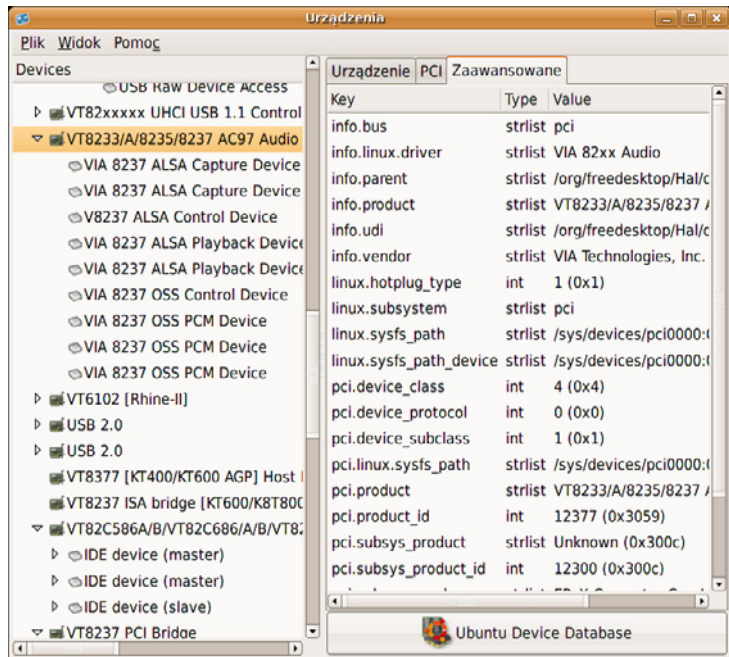 Urządzenia
Plik Widok Pomoc
Devices
USB Raw Device Access
VT82xxxxx UHCI USB 1.1 Control
VT8233/A/8235/8237 AC97 Audio
VIA 8237 ALSA Capture Device
VIA 8237 ALSA Capture Device
V8237 ALSA Control Device
VIA 8237 ALSA Playback Device
VIA 8237 ALSA Playback Device
VIA 8237 OSS Control Device
VIA 8237 OSS PCM Device
VIA 8237 OSS PCM Device
VIA 8237 OSS PCM Device
VT6102 [Rhine-II]
USB 2.0
USB 2.0
VT8377 [KT400/KT600 AGP] Host
VT8237 ISA bridge [KT600/K8T800
VT82C586A/B/VT82C686/A/B/VT82
IDE device (master)
IDE device (master)
IDE device (slave)
VT8237 PCI Bridge
Urządzenie PCI Zaawansowane
Key Type Value
info.bus strlist pci
info.linux.driver strlist VIA 82xx Audio
info.parent strlist /org/freedesktop/Hal/c
info.product strlist VT8233/A/8235/8237 A
info.udi strlist /org/freedesktop/Hal/c
info.vendor strlist VIA Technologies, Inc.
linux.hotplug_type int 1 (0x1)
linux.subsystem strlist pci
linux.sysfs_path strlist /sys/devices/pci0000:0
linux.sysfs_path_device strlist /sys/devices/pci0000:0
pci.device_class int 4 (0x4)
pci.device_protocol int 0 (0x0)
pci.device_subclass int 1 (0x1)
pci.linux.sysfs_path strlist /sys/devices/pci0000:0
pci.product strlist VT8233/A/8235/8237 A
pci.product_id int 12377 (0x3059)
pci.subsys_product strlist Unknown (0x300c)
pci.subsys_product_id int 12300 (0x300c)
Ubuntu Device Database